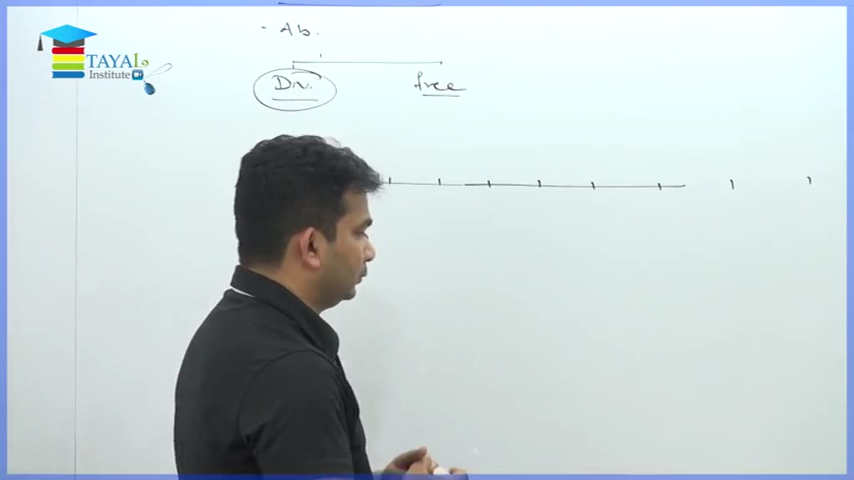 - Ab.
TAYAL
Institute
Div.
free